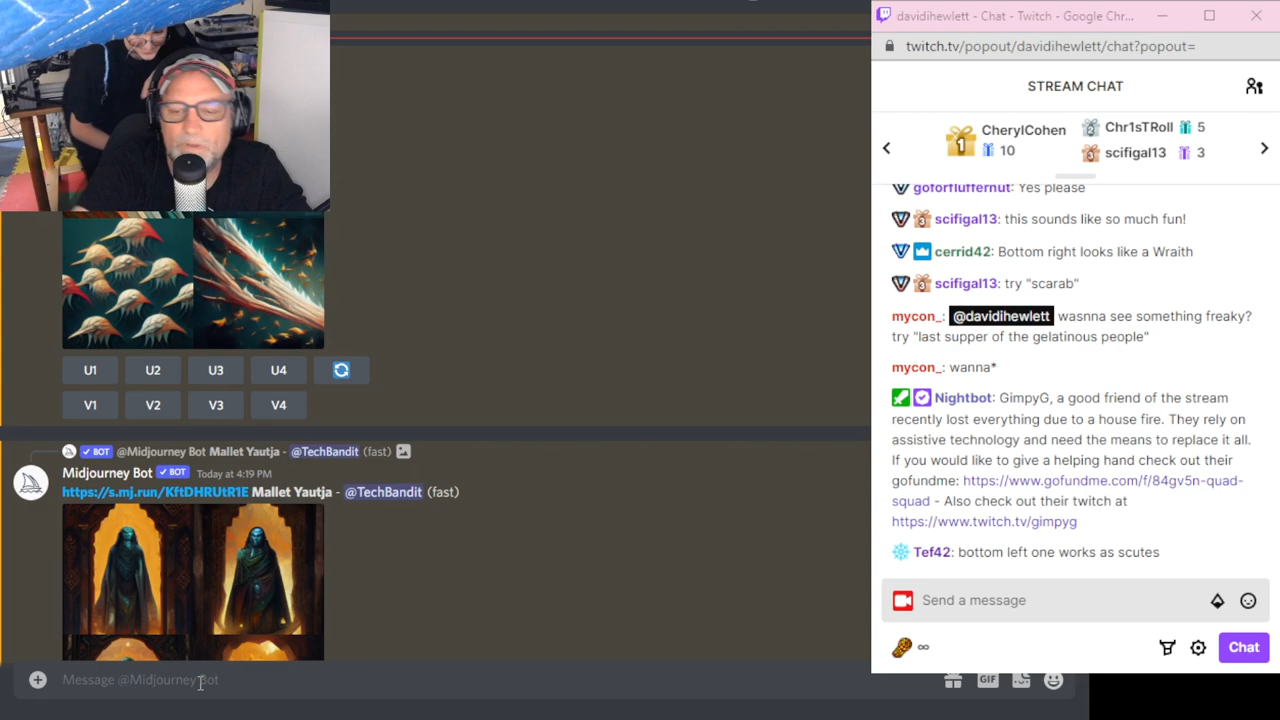 davidihewlett - Chat - Twitch - Google Chr...
twitch.tv/popout/davidihewlett/chat?popout=
STREAM CHAT
1
CherylCohen
10
2
Chr1sTRoll 5
3
scifigal13 3
goforfluffernut: Yes please
3 scifigal13: this sounds like so much fun!
cerrid42: Bottom right looks like a Wraith
3 scifigal13: try "scarab"
mycon_: @davidihewlett wasnna see something freaky?
try "last supper of the gelatinous people"
mycon_: wanna*
Nightbot: GimpyG, a good friend of the stream
recently lost everything due to a house fire. They rely on
assistive technology and need the means to replace it all.
If you would like to give a helping hand check out their
gofundme: https://www.gofundme.com/f/84gv5n-quad-
squad - Also check out their twitch at
https://www.twitch.tv/gimpyg
Tef42: bottom left one works as scutes
Send a message
∞
Chat
U1 U2 U3 U4
V1 V2 V3 V4
✓ BOT @Midjourney Bot Mallet Yautja - @TechBandit (fast)
Midjourney Bot ✓ BOT Today at 4:19 PM
https://s.mj.run/KftDHRUtR1E Mallet Yautja - @TechBandit (fast)
Message @Midjourney Bot
GIF